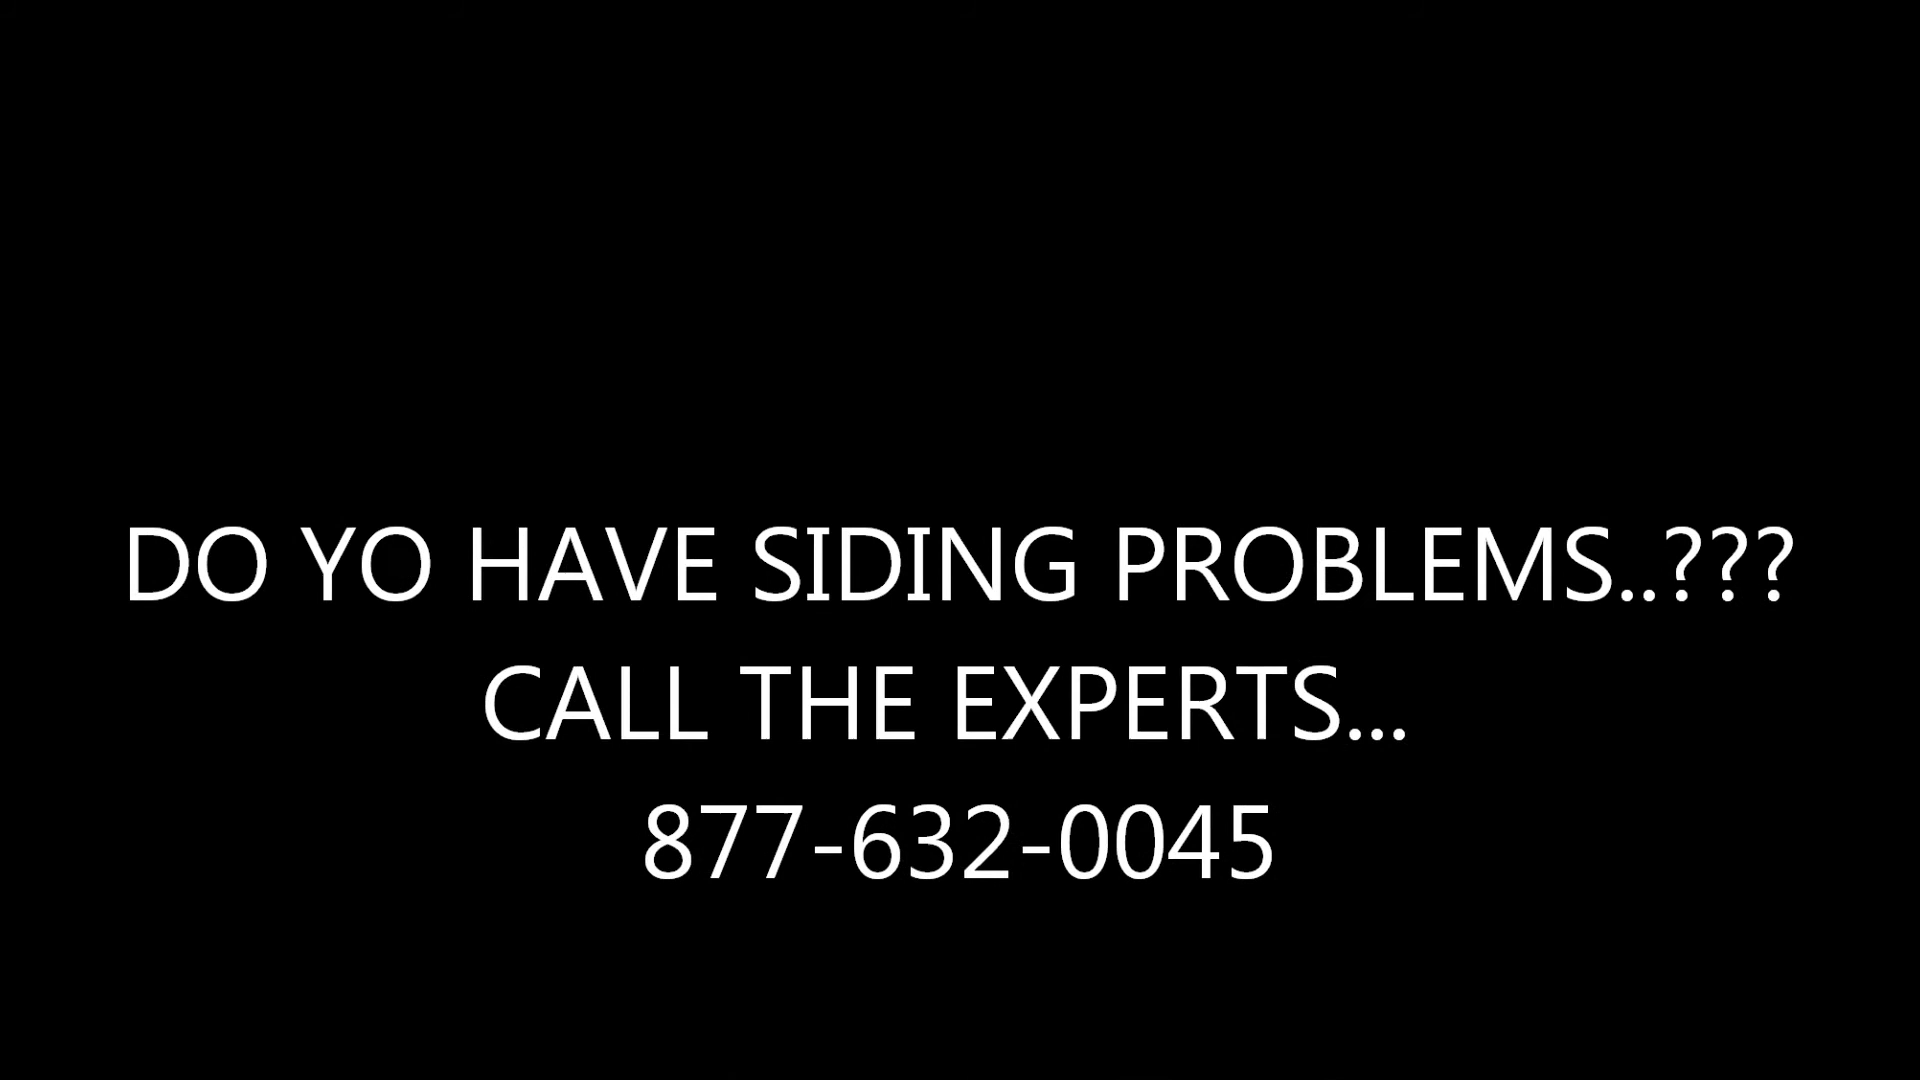 DO YO HAVE SIDING PROBLEMS..???
CALL THE EXPERTS...
877-632-0045